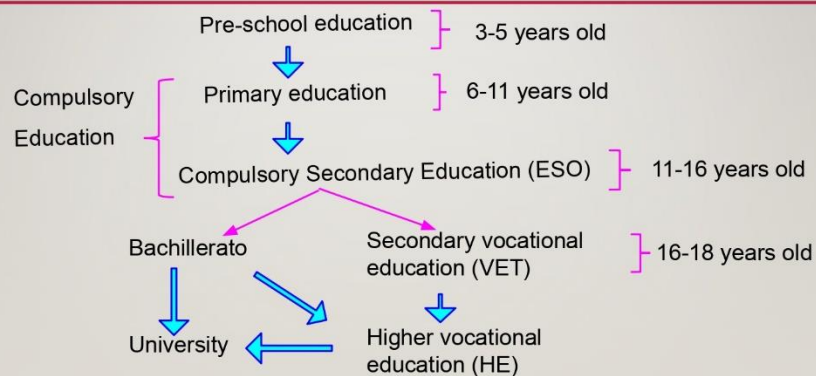 Pre-school education
3-5 years old
Compulsory
Education
Primary education
6-11 years old
Compulsory Secondary Education (ESO)
11-16 years old
Bachillerato
Secondary vocational
education (VET)
16-18 years old
University
Higher vocational
education (HE)